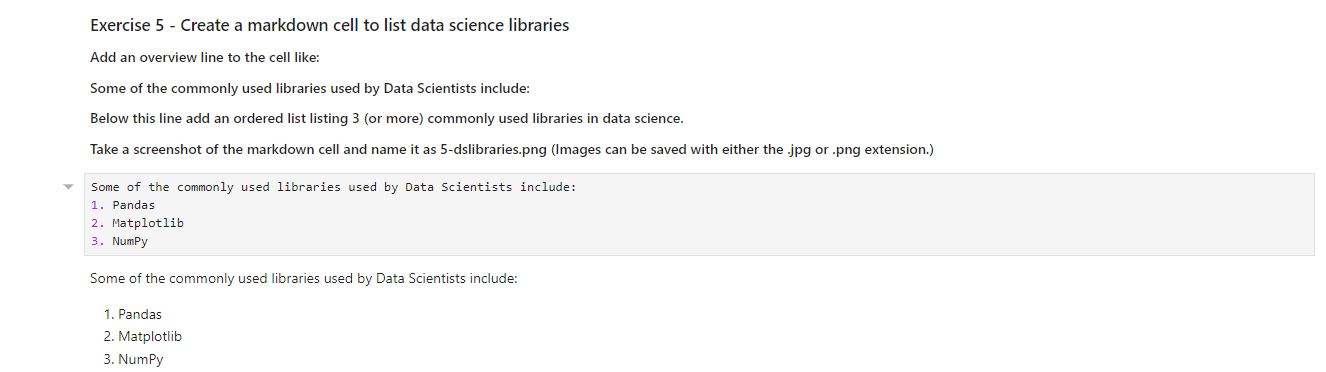 Exercise 5 - Create a markdown cell to list data science libraries
Add an overview line to the cell like:
Some of the commonly used libraries used by Data Scientists include:
Below this line add an ordered list listing 3 (or more) commonly used libraries in data science.
Take a screenshot of the markdown cell and name it as 5-dslibraries.png (Images can be saved with either the .jpg or .png extension.)
Some of the commonly used libraries used by Data Scientists include:
1. Pandas
2. Matplotlib
3. NumPy
Some of the commonly used libraries used by Data Scientists include:
1. Pandas
2. Matplotlib
3. NumPy